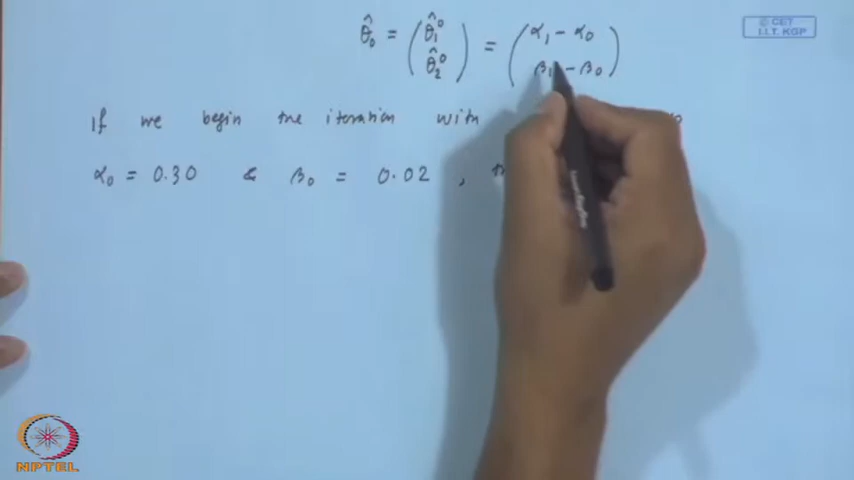 © CET
I.I.T. KGP
θ̂₀ = (θ̂₁⁰ θ̂₂⁰) = (α₁ - α₀ β₁ - β₀)
If we begin the iteration with
α₀ = 0.30 & β₀ = 0.02 ,
NPTEL